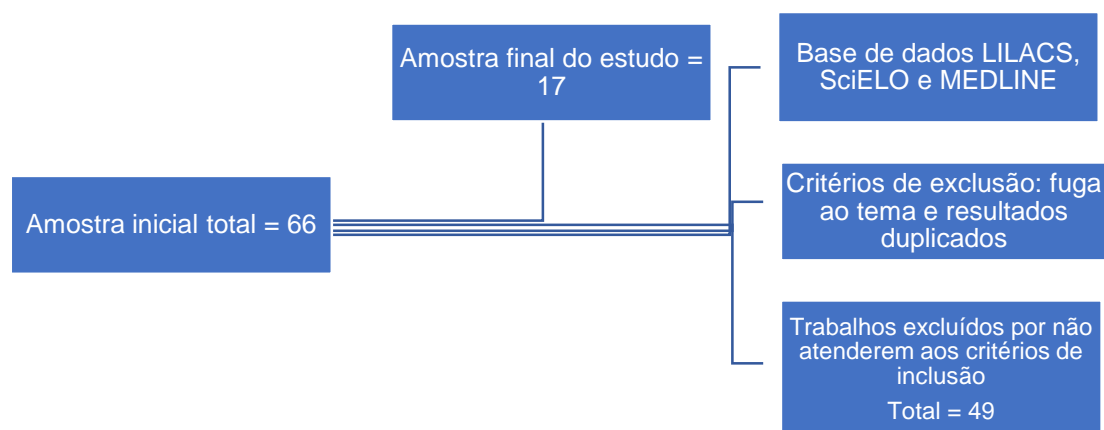 Amostra inicial total = 66
Amostra final do estudo =
17
Base de dados LILACS,
SciELO e MEDLINE
Critérios de exclusão: fuga
ao tema e resultados
duplicados
Trabalhos excluídos por não
atenderem aos critérios de
inclusão
Total = 49